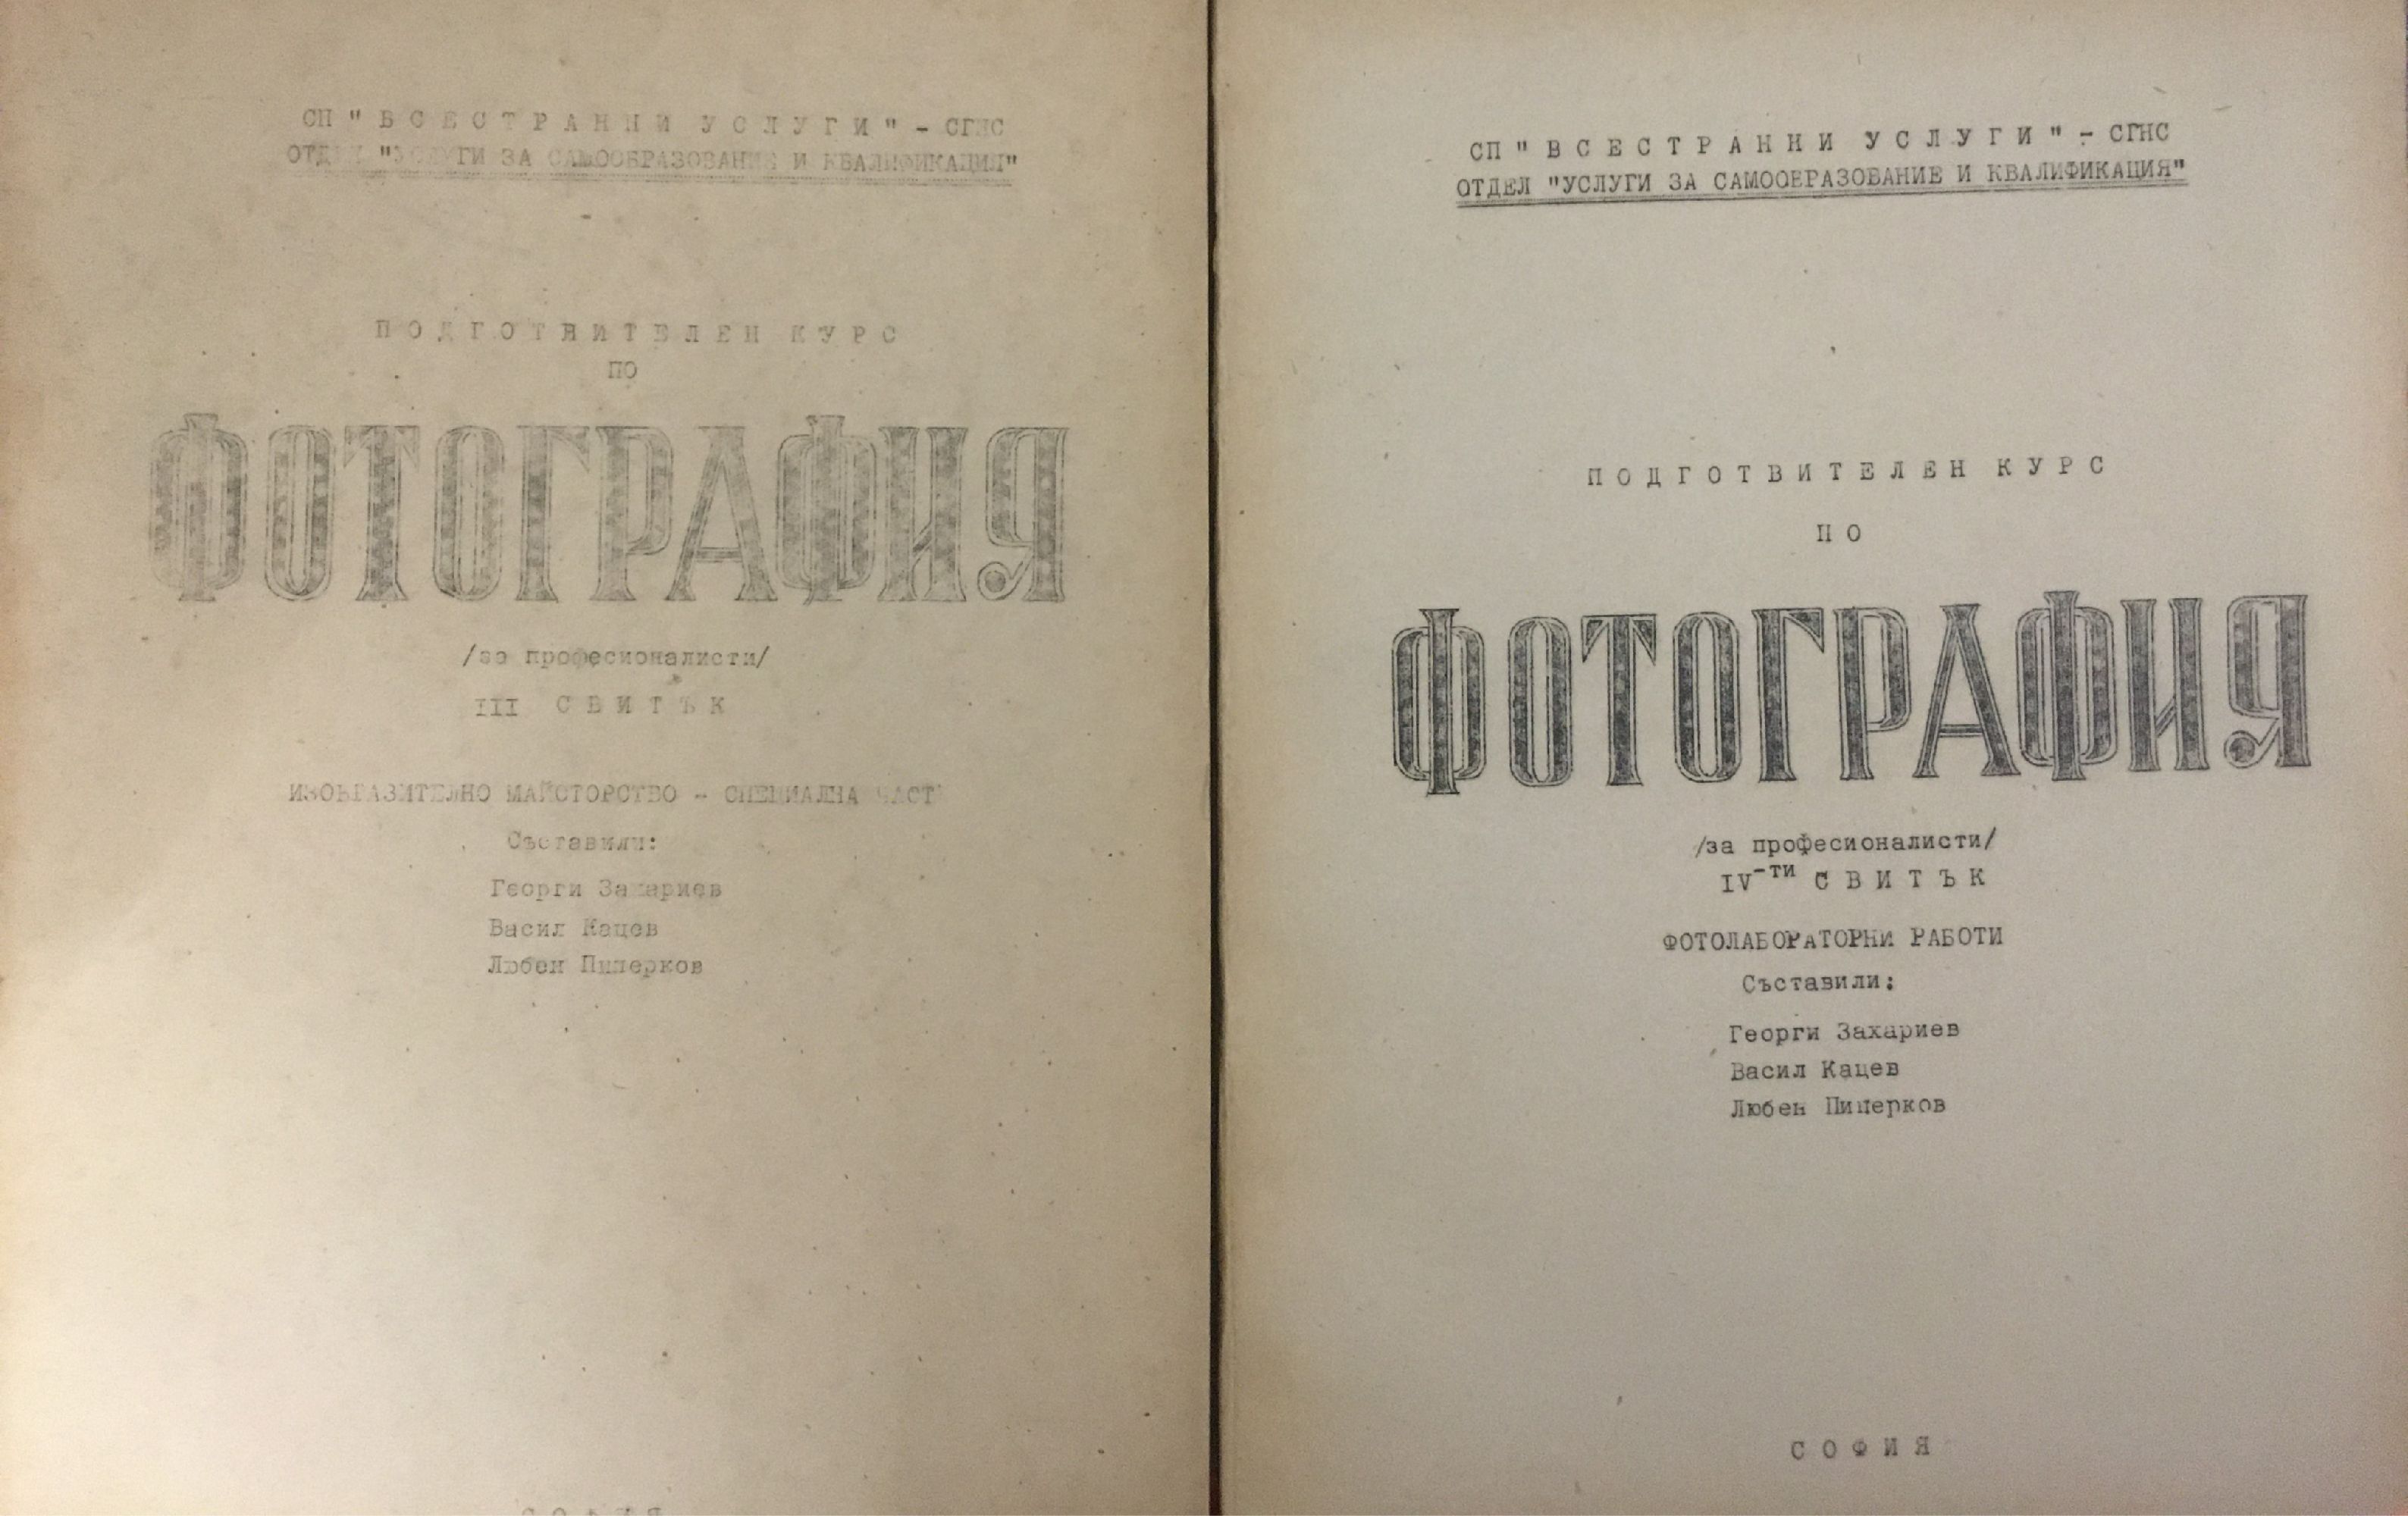 СП "ВСЕСТРАННИ УСЛУГИ" - СГНС
ОТДЕЛ "УСЛУГИ ЗА САМООБРАЗОВАНИЕ И КВАЛИФИКАЦИЯ"
ПОДГОТВИТЕЛЕН КУРС
ПО
ФОТОГРАФИЯ
/за професионалисти/
III СВИТЪК
ИЗОБРАЗИТЕЛНО МАЙСТОРСТВО - СПЕЦИАЛНА ЧАСТ
Съставили:
Георги Захариев
Васил Кацев
Любен Пиперков
СОФИЯ
СП "ВСЕСТРАННИ УСЛУГИ" - СГНС
ОТДЕЛ "УСЛУГИ ЗА САМООБРАЗОВАНИЕ И КВАЛИФИКАЦИЯ"
ПОДГОТВИТЕЛЕН КУРС
ПО
ФОТОГРАФИЯ
/за професионалисти/
IV-ти СВИТЪК
ФОТОЛАБОРАТОРНИ РАБОТИ
Съставили:
Георги Захариев
Васил Кацев
Любен Пиперков
СОФИЯ